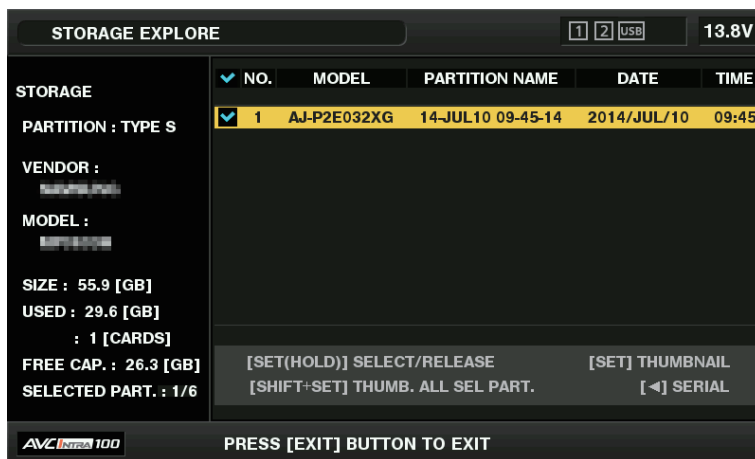 STORAGE EXPLORE
1 2 USB
13.8V
STORAGE
PARTITION : TYPE S
VENDOR :
MODEL :
SIZE : 55.9 [GB]
USED : 29.6 [GB]
: 1 [CARDS]
FREE CAP. : 26.3 [GB]
SELECTED PART. : 1/6
NO. MODEL PARTITION NAME DATE TIME
1 AJ-P2E032XG 14-JUL10 09-45-14 2014/JUL/10 09:45
[SET(HOLD)] SELECT/RELEASE [SET] THUMBNAIL
[SHIFT+SET] THUMB. ALL SEL PART. [◄] SERIAL
AVC INTRA 100
PRESS [EXIT] BUTTON TO EXIT